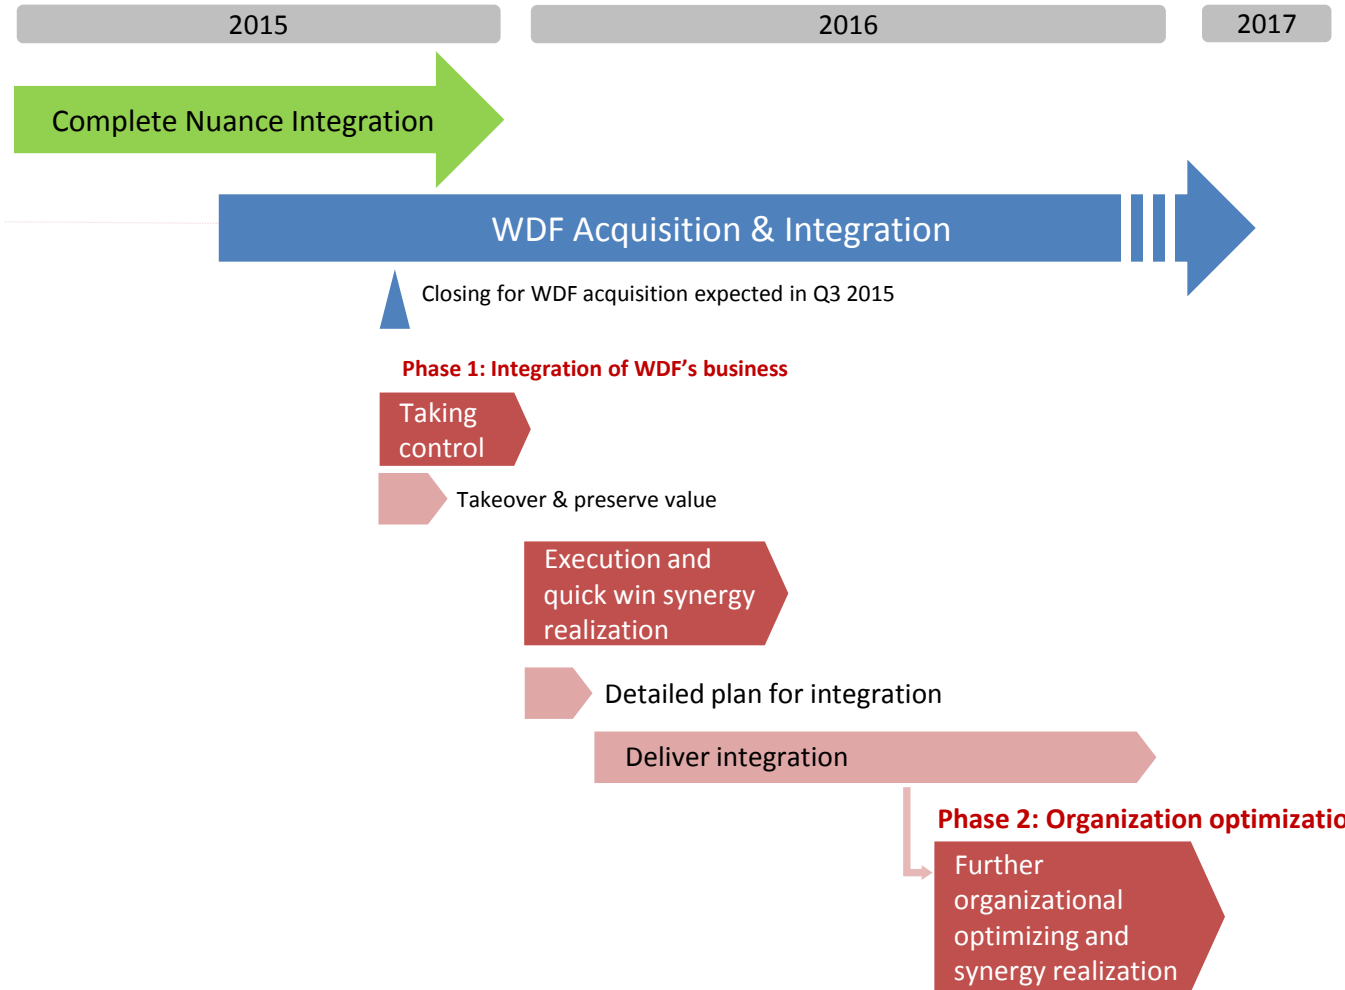 2015
2016
2017
Complete Nuance Integration
WDF Acquisition & Integration
Closing for WDF acquisition expected in Q3 2015
Phase 1: Integration of WDF’s business
Taking
control
Takeover & preserve value
Execution and
quick win synergy
realization
Detailed plan for integration
Deliver integration
Phase 2: Organization optimizatio
Further
organizational
optimizing and
synergy realization